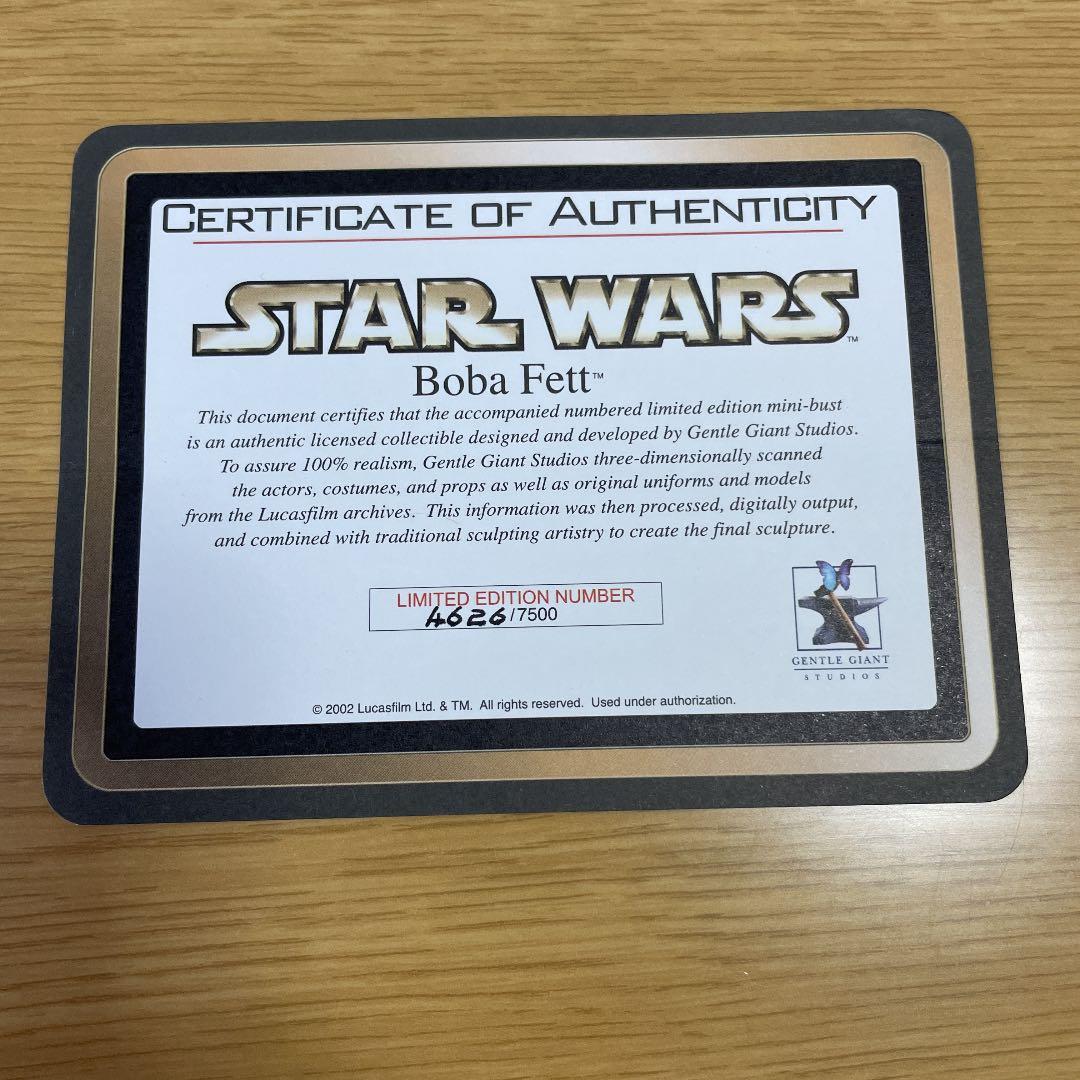 CERTIFICATE OF AUTHENTICITY
STAR WARS™
Boba Fett™
This document certifies that the accompanied numbered limited edition mini-bust
is an authentic licensed collectible designed and developed by Gentle Giant Studios.
To assure 100% realism, Gentle Giant Studios three-dimensionally scanned
the actors, costumes, and props as well as original uniforms and models
from the Lucasfilm archives. This information was then processed, digitally output,
and combined with traditional sculpting artistry to create the final sculpture.
LIMITED EDITION NUMBER
4626/7500
GENTLE GIANT
STUDIOS
© 2002 Lucasfilm Ltd. & TM. All rights reserved. Used under authorization.